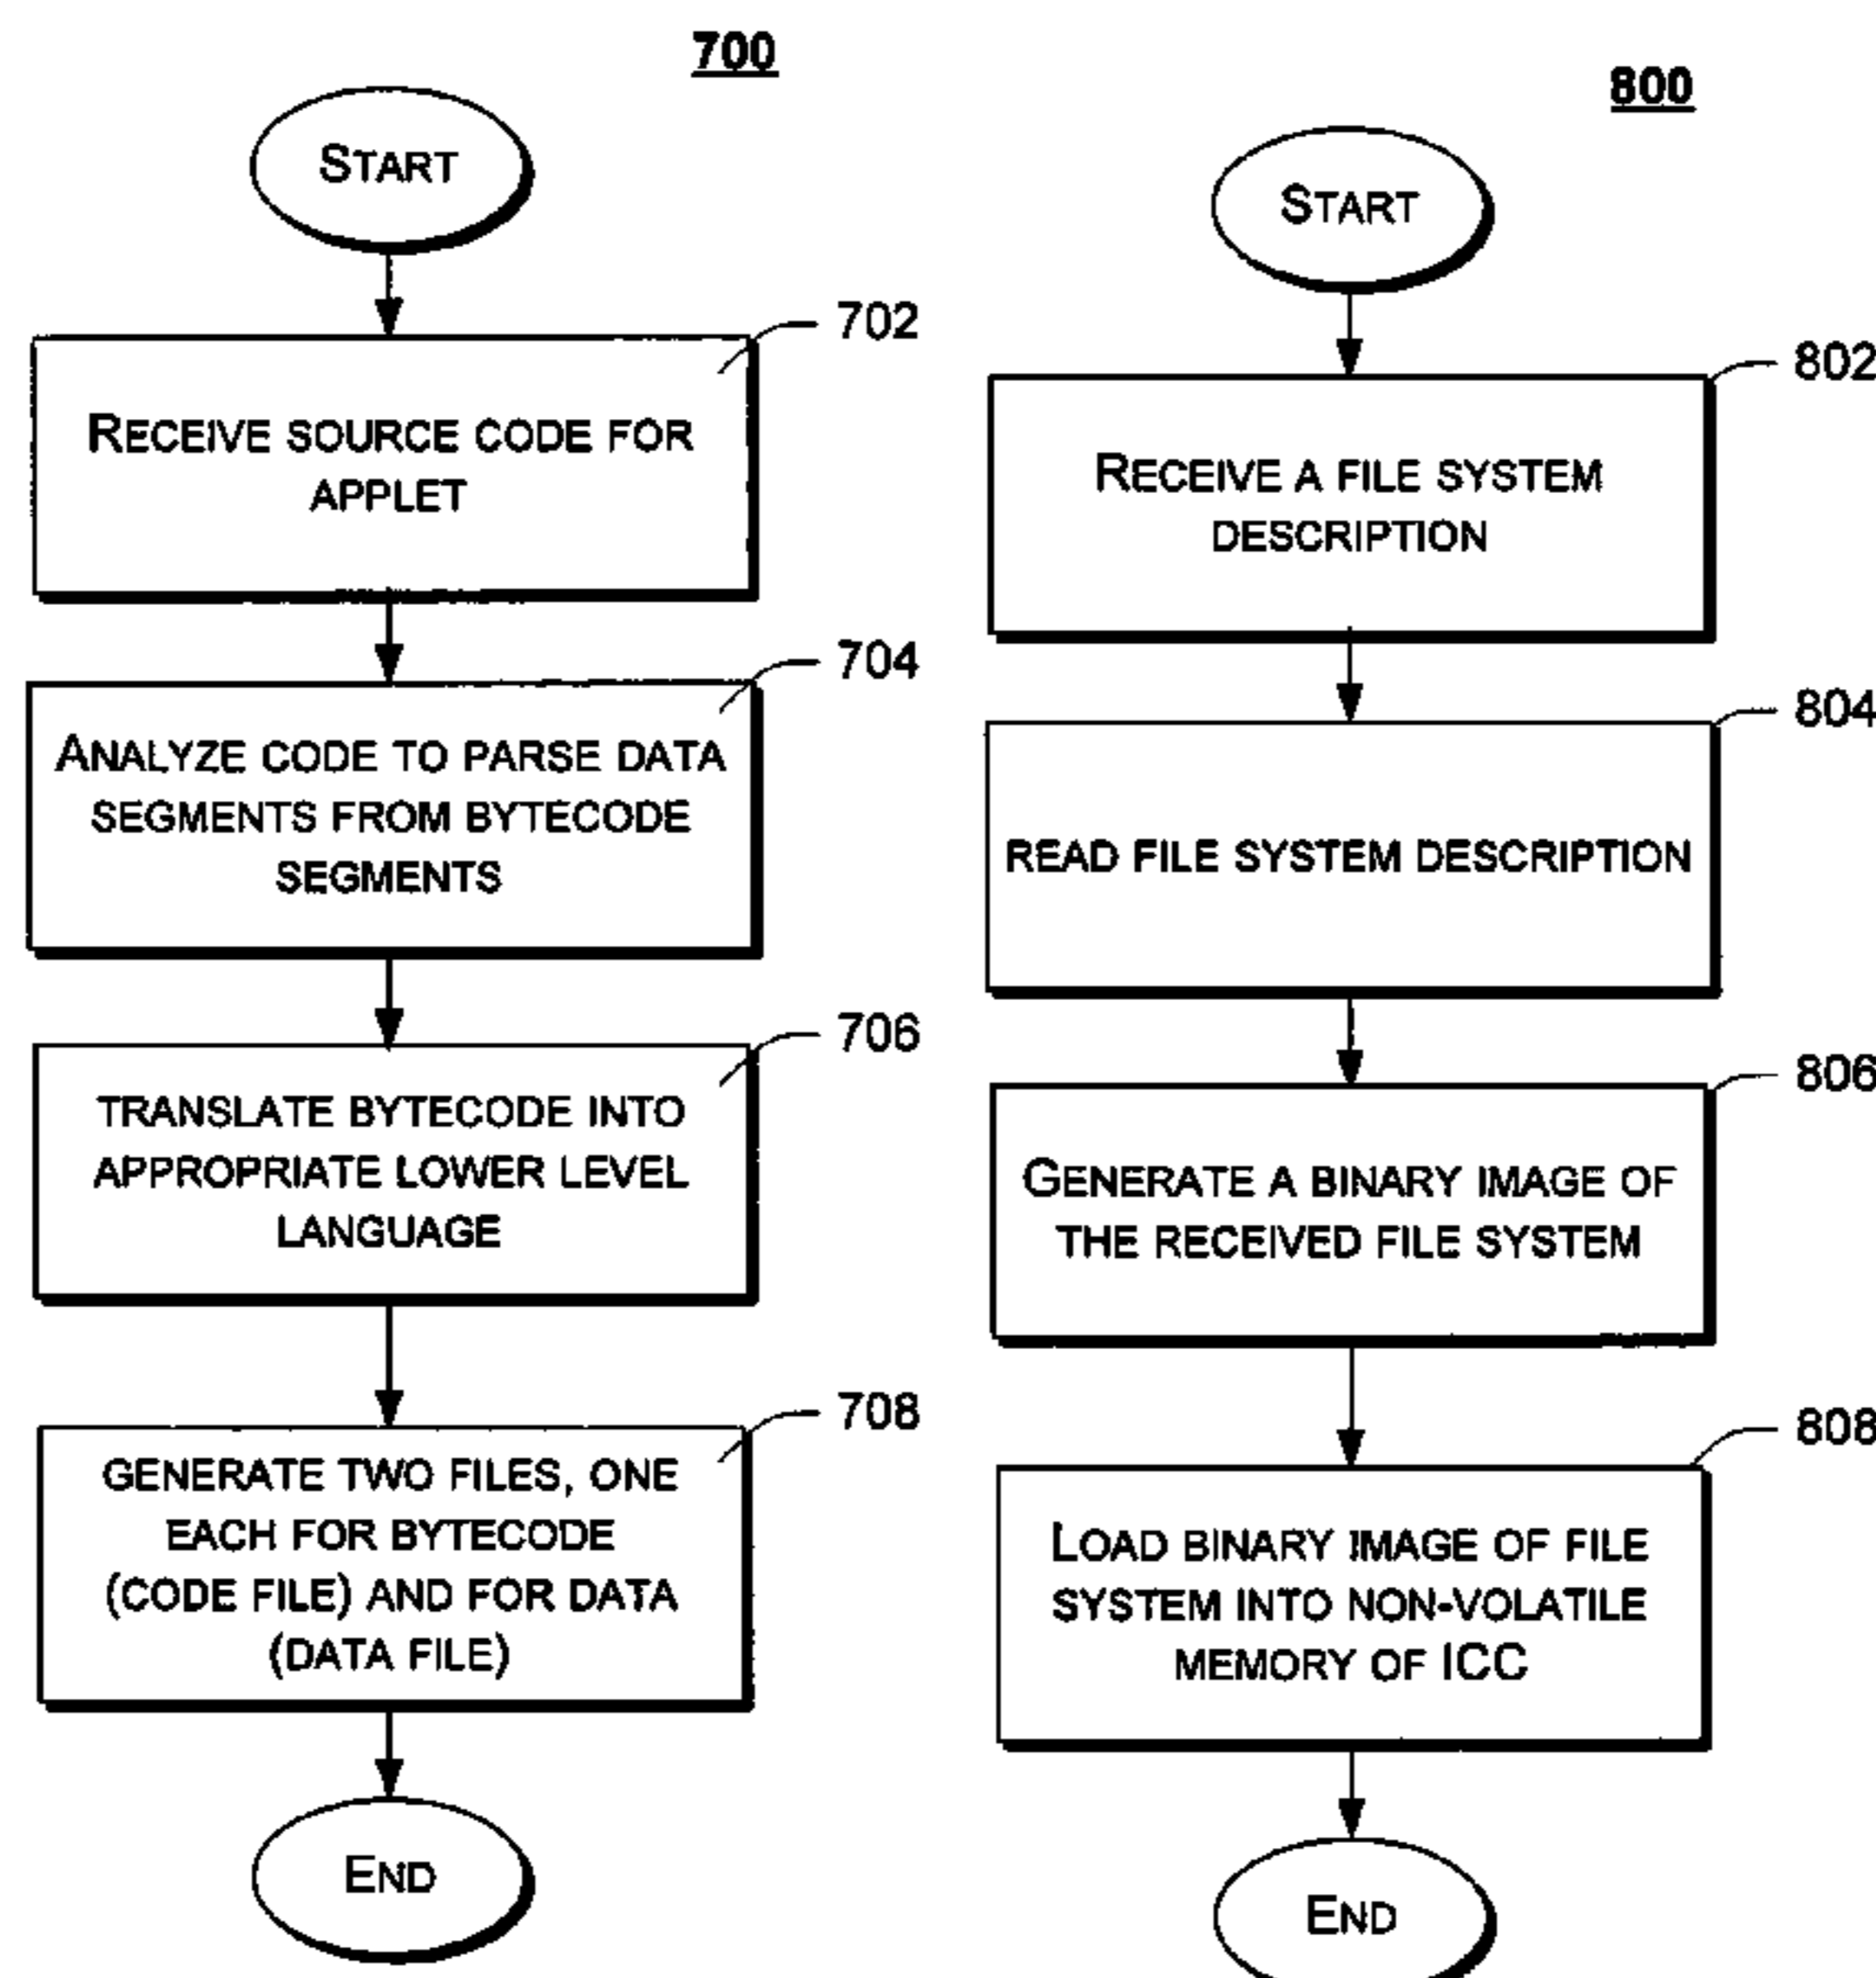 700
START
702
RECEIVE SOURCE CODE FOR
APPLET
704
ANALYZE CODE TO PARSE DATA
SEGMENTS FROM BYTECODE
SEGMENTS
706
TRANSLATE BYTECODE INTO
APPROPRIATE LOWER LEVEL
LANGUAGE
708
GENERATE TWO FILES, ONE
EACH FOR BYTECODE
(CODE FILE) AND FOR DATA
(DATA FILE)
END
800
START
802
RECEIVE A FILE SYSTEM
DESCRIPTION
804
READ FILE SYSTEM DESCRIPTION
806
GENERATE A BINARY IMAGE OF
THE RECEIVED FILE SYSTEM
808
LOAD BINARY IMAGE OF FILE
SYSTEM INTO NON-VOLATILE
MEMORY OF ICC
END